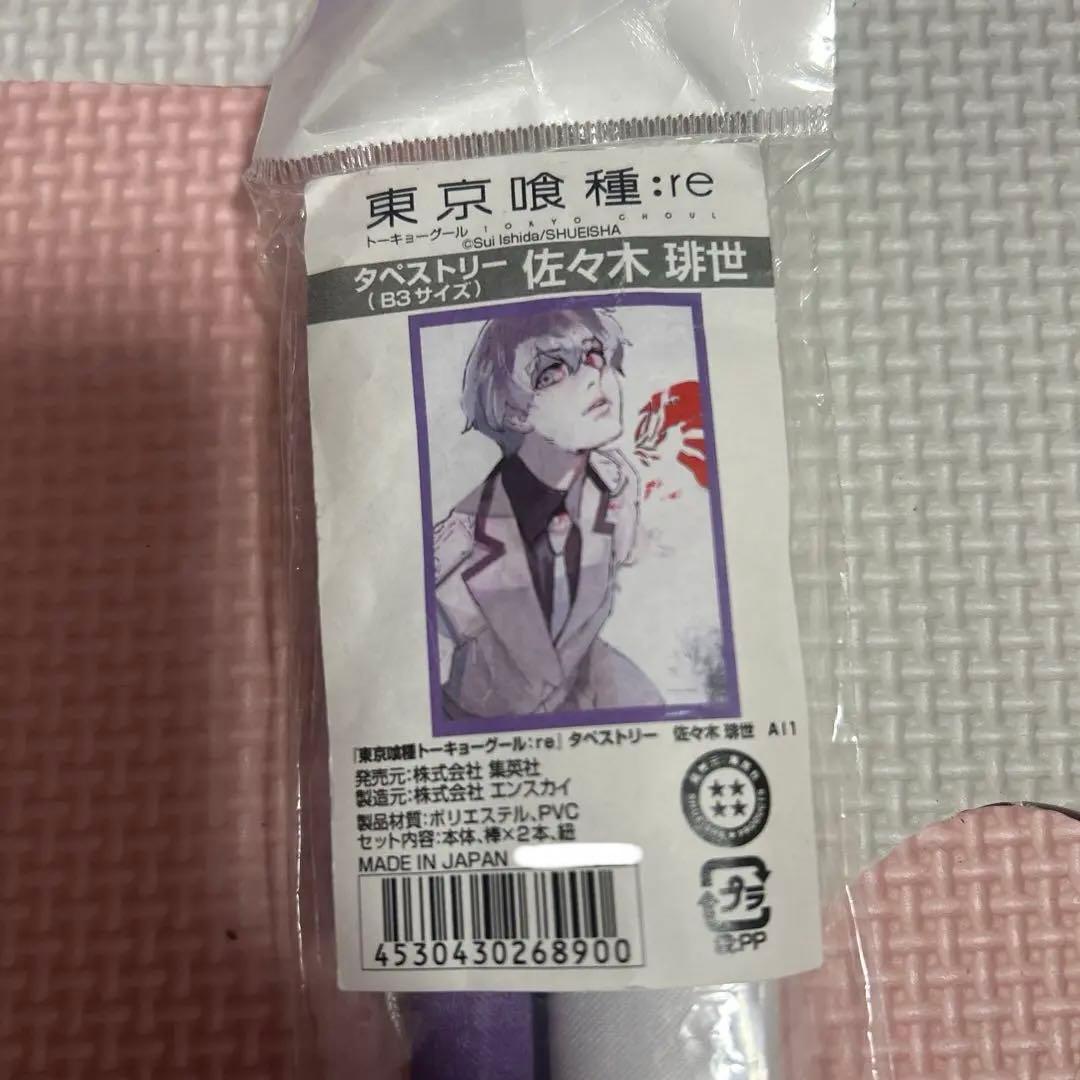 東京喰種:re
トーキョーグール TOKYO GHOUL
©Sui Ishida/SHUEISHA
タペストリー 佐々木 琲世
(B3サイズ)
『東京喰種トーキョーグール:re』 タペストリー 佐々木 琲世 A11
発売元:株式会社 集英社
製造元:株式会社 エンスカイ
製品材質:ポリエステル、PVC
セット内容:本体、棒×2本、紐
MADE IN JAPAN
4530430268900
プラ
袋:PP